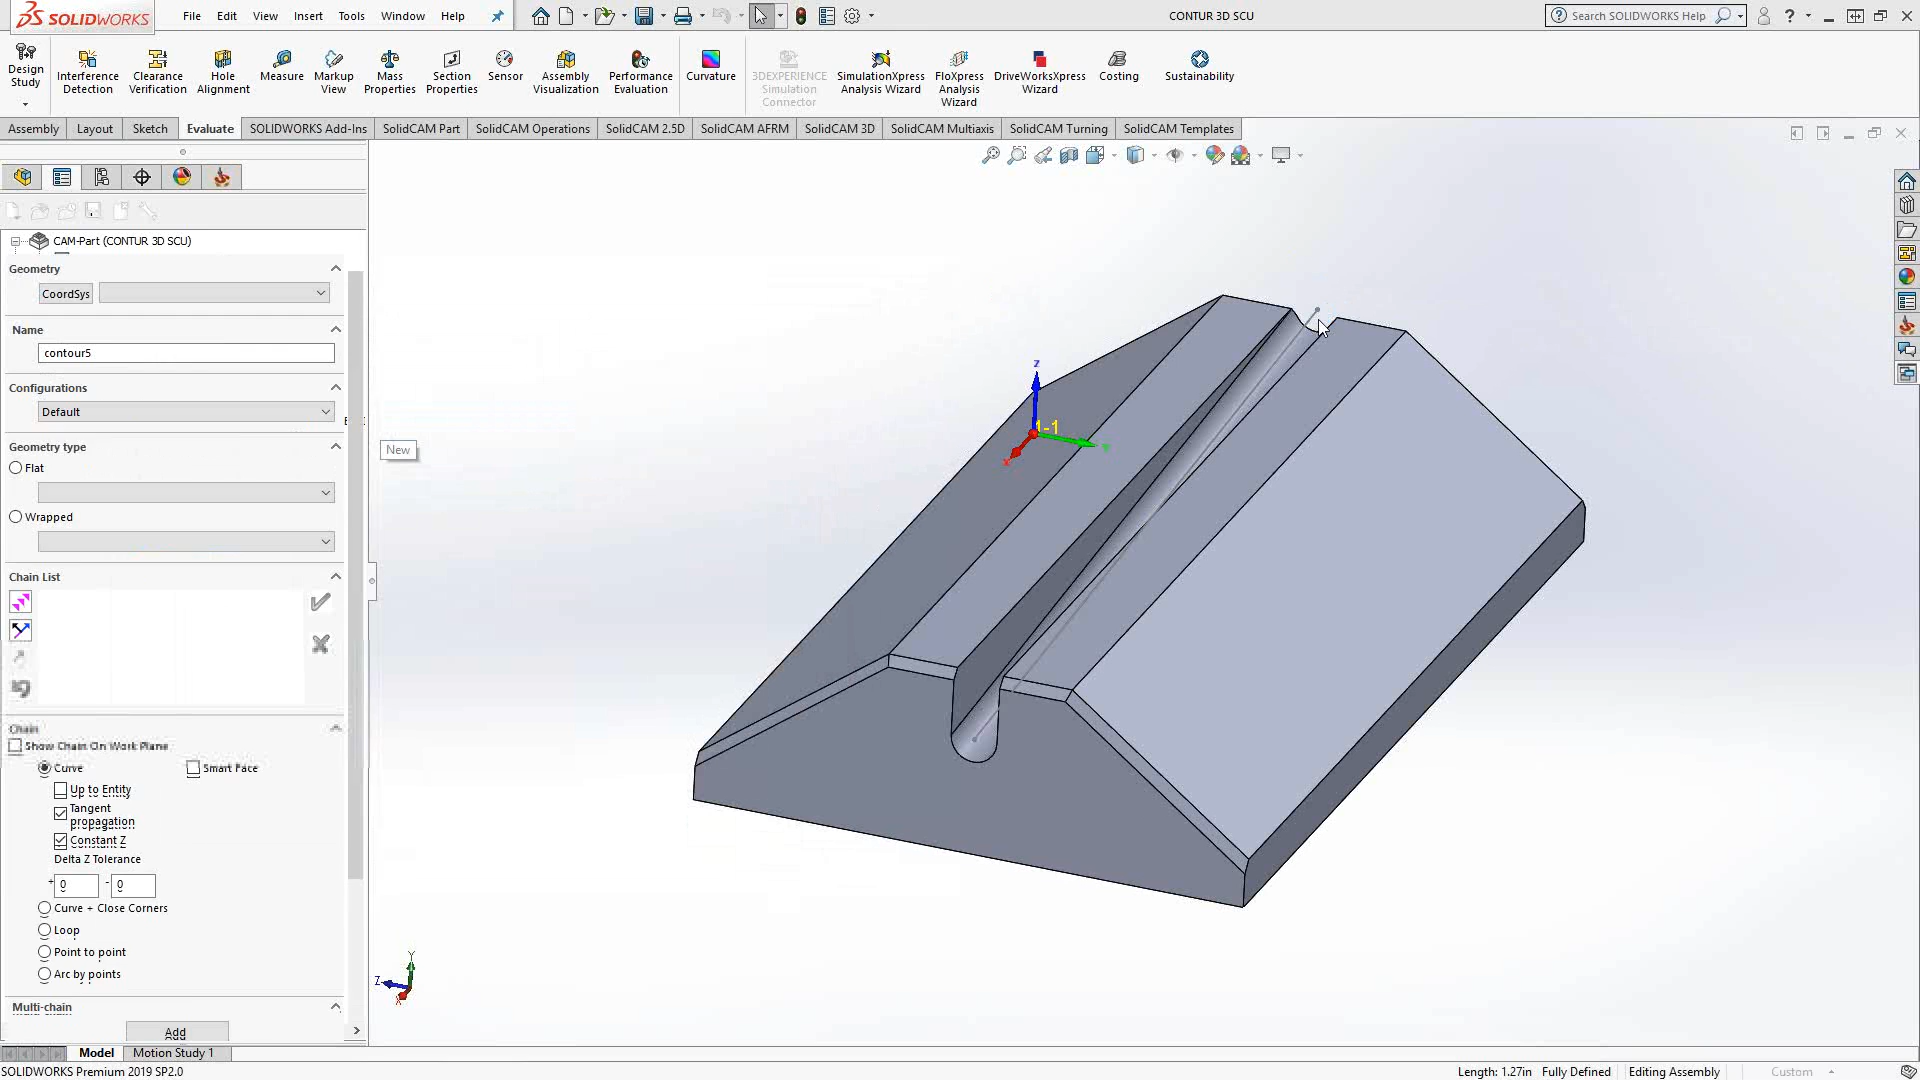 SOLIDWORKS File Edit View Insert Tools Window Help CONTUR 3D SCU Search SOLIDWORKS Help ?
Design Study
Interference Detection
Clearance Verification
Hole Alignment
Measure
Markup View
Mass Properties
Section Properties
Sensor
Assembly Visualization
Performance Evaluation
Curvature
3DEXPERIENCE Simulation Connector
SimulationXpress Analysis Wizard
FloXpress Analysis Wizard
DriveWorksXpress Wizard
Costing
Sustainability
Assembly Layout Sketch Evaluate SOLIDWORKS Add-Ins SolidCAM Part SolidCAM Operations SolidCAM 2.5D SolidCAM AFRM SolidCAM 3D SolidCAM Multiaxis SolidCAM Turning SolidCAM Templates
CAM-Part (CONTUR 3D SCU)
Geometry
CoordSys
Name
contour5
Configurations
Default
Geometry type
Flat
New
Wrapped
Chain List
Chain
Show Chain On Work Plane
Curve Smart Face
Up to Entity
Tangent
propagation
Constant Z
Delta Z Tolerance
+ 0 - 0
Curve + Close Corners
Loop
Point to point
Arc by points
Multi-chain
Add
z
1-1
Y
x
Y
Z
X
Model Motion Study 1
SOLIDWORKS Premium 2019 SP2.0 Length: 1.27in Fully Defined Editing Assembly Custom